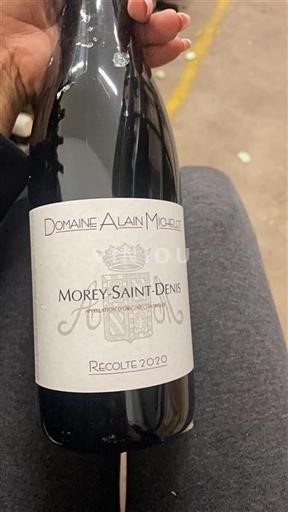 DOMAINE ALAIN MICHELOT
MOREY-SAINT-DENIS
APPELLATION D'ORIGINE CONTRÔLÉE
RÉCOLTE 2020